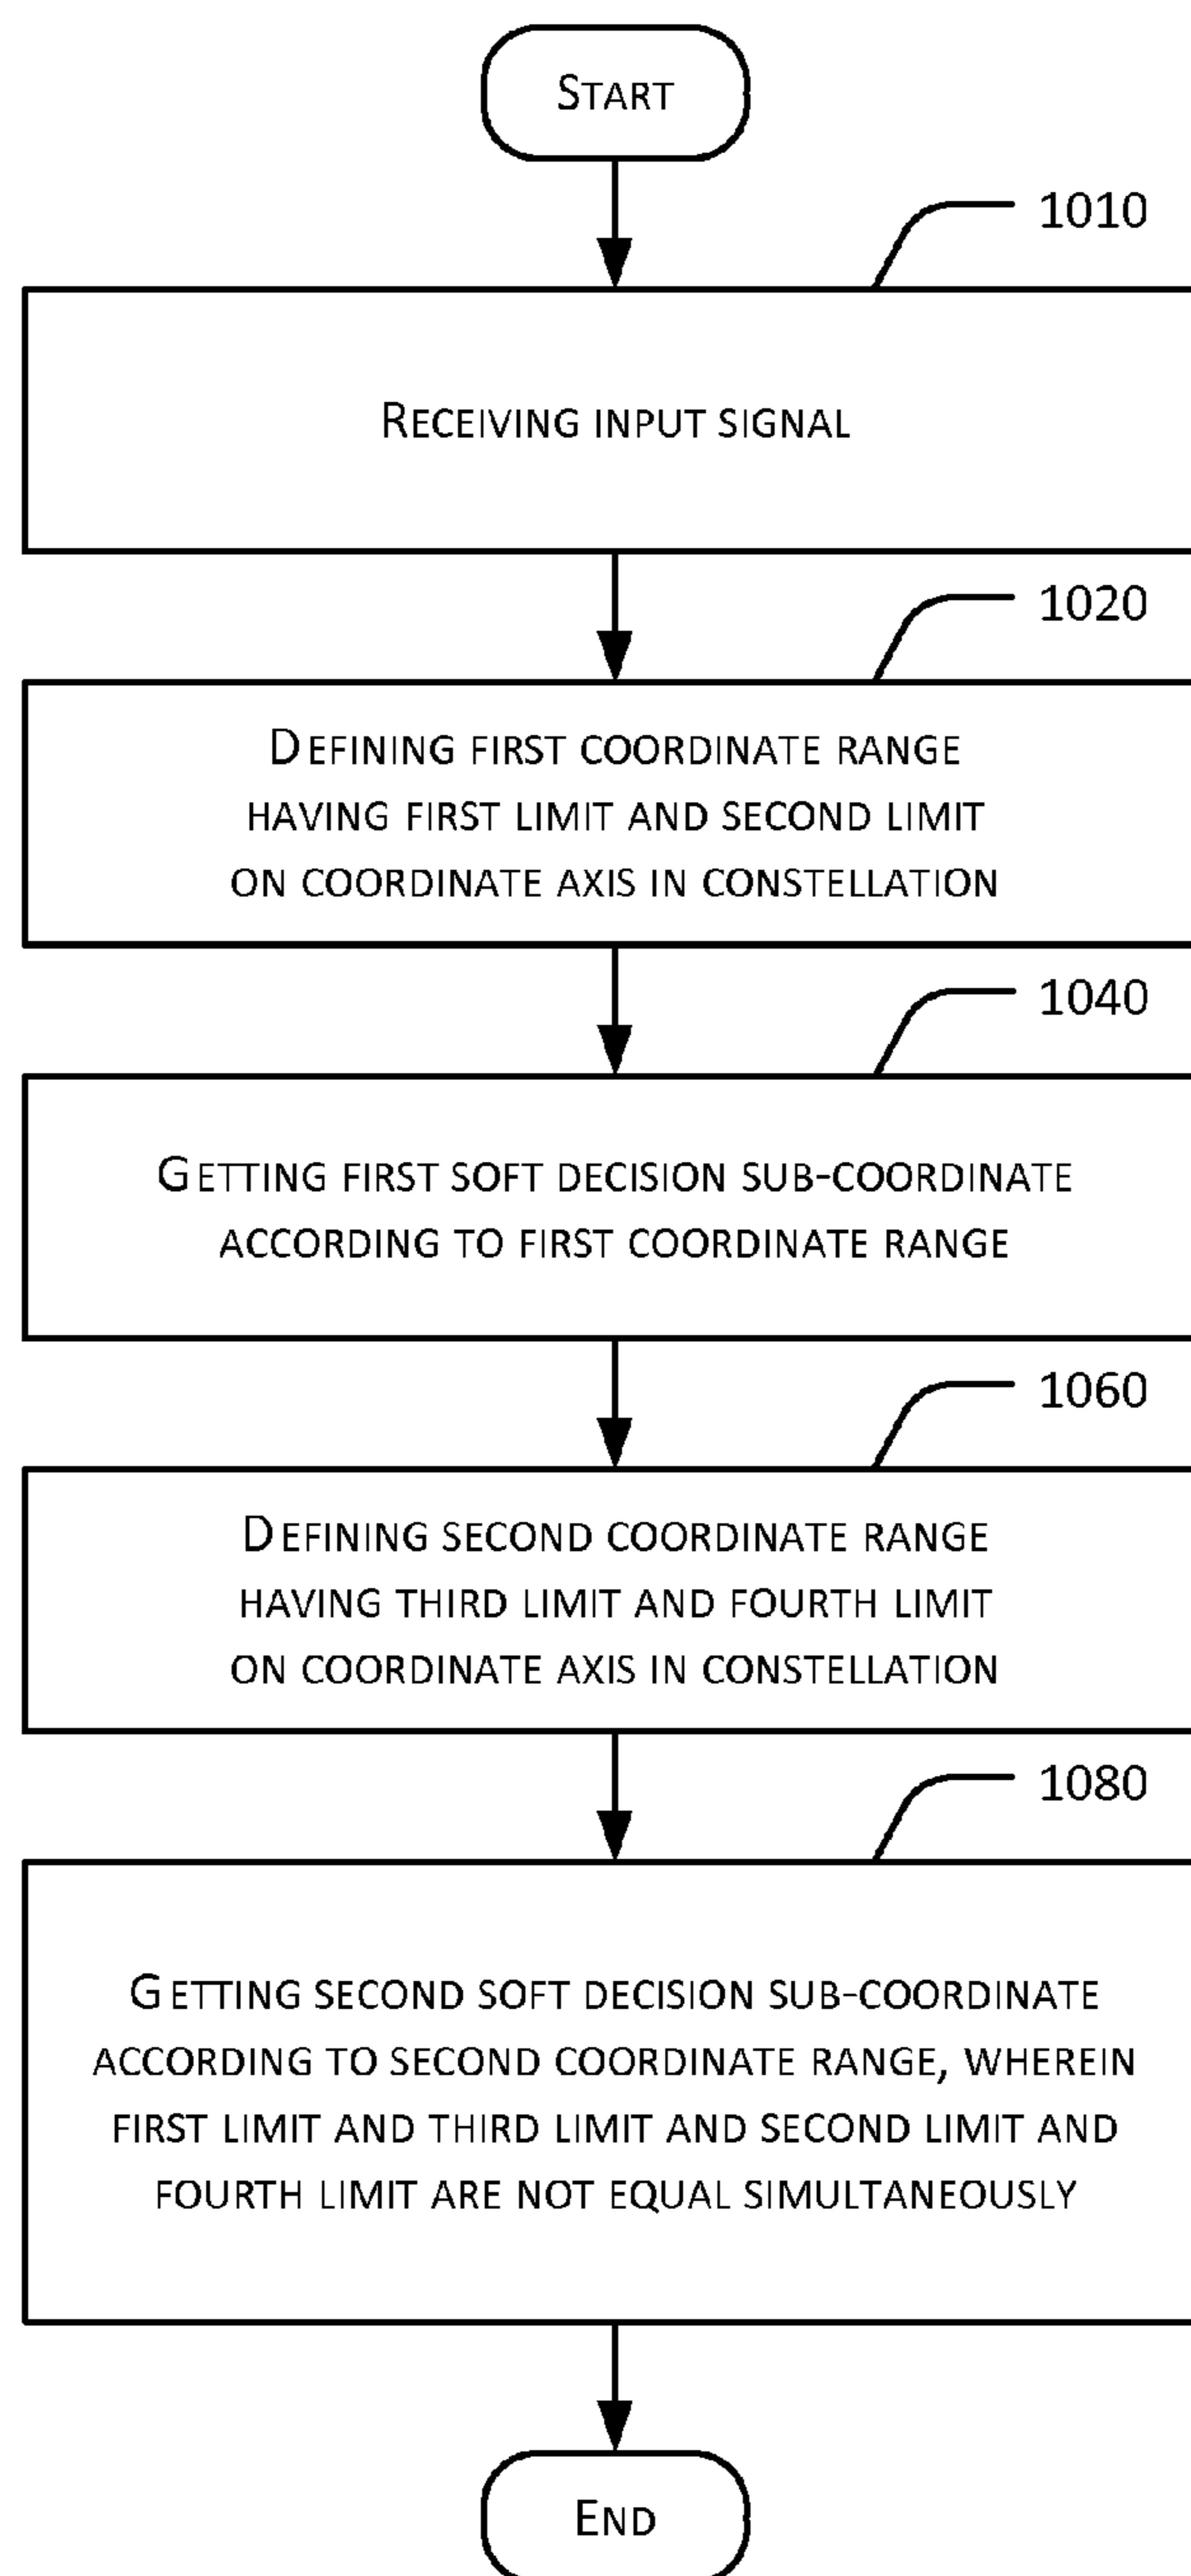 START
1010
RECEIVING INPUT SIGNAL
1020
DEFINING FIRST COORDINATE RANGE
HAVING FIRST LIMIT AND SECOND LIMIT
ON COORDINATE AXIS IN CONSTELLATION
1040
GETTING FIRST SOFT DECISION SUB-COORDINATE
ACCORDING TO FIRST COORDINATE RANGE
1060
DEFINING SECOND COORDINATE RANGE
HAVING THIRD LIMIT AND FOURTH LIMIT
ON COORDINATE AXIS IN CONSTELLATION
1080
GETTING SECOND SOFT DECISION SUB-COORDINATE
ACCORDING TO SECOND COORDINATE RANGE, WHEREIN
FIRST LIMIT AND THIRD LIMIT AND SECOND LIMIT AND
FOURTH LIMIT ARE NOT EQUAL SIMULTANEOUSLY
END